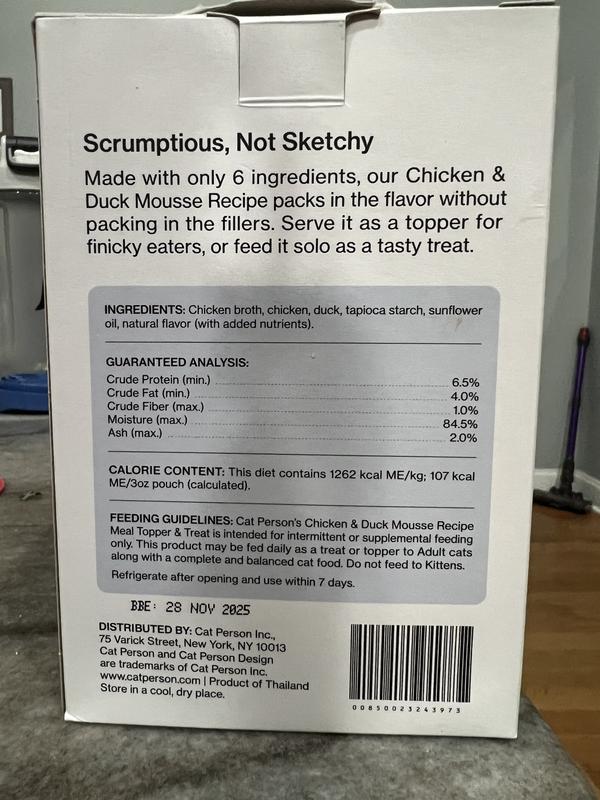 Scrumptious, Not Sketchy
Made with only 6 ingredients, our Chicken &
Duck Mousse Recipe packs in the flavor without
packing in the fillers. Serve it as a topper for
finicky eaters, or feed it solo as a tasty treat.
INGREDIENTS: Chicken broth, chicken, duck, tapioca starch, sunflower
oil, natural flavor (with added nutrients).
GUARANTEED ANALYSIS:
Crude Protein (min.) 6.5%
Crude Fat (min.) 4.0%
Crude Fiber (max.) 1.0%
Moisture (max.) 84.5%
Ash (max.) 2.0%
CALORIE CONTENT: This diet contains 1262 kcal ME/kg; 107 kcal
ME/3oz pouch (calculated).
FEEDING GUIDELINES: Cat Person's Chicken & Duck Mousse Recipe
Meal Topper & Treat is intended for intermittent or supplemental feeding
only. This product may be fed daily as a treat or topper to Adult cats
along with a complete and balanced cat food. Do not feed to Kittens.
Refrigerate after opening and use within 7 days.
BBE: 28 NOV 2025
DISTRIBUTED BY: Cat Person Inc.,
75 Varick Street, New York, NY 10013
Cat Person and Cat Person Design
are trademarks of Cat Person Inc.
www.catperson.com | Product of Thailand
Store in a cool, dry place.
00850023243973